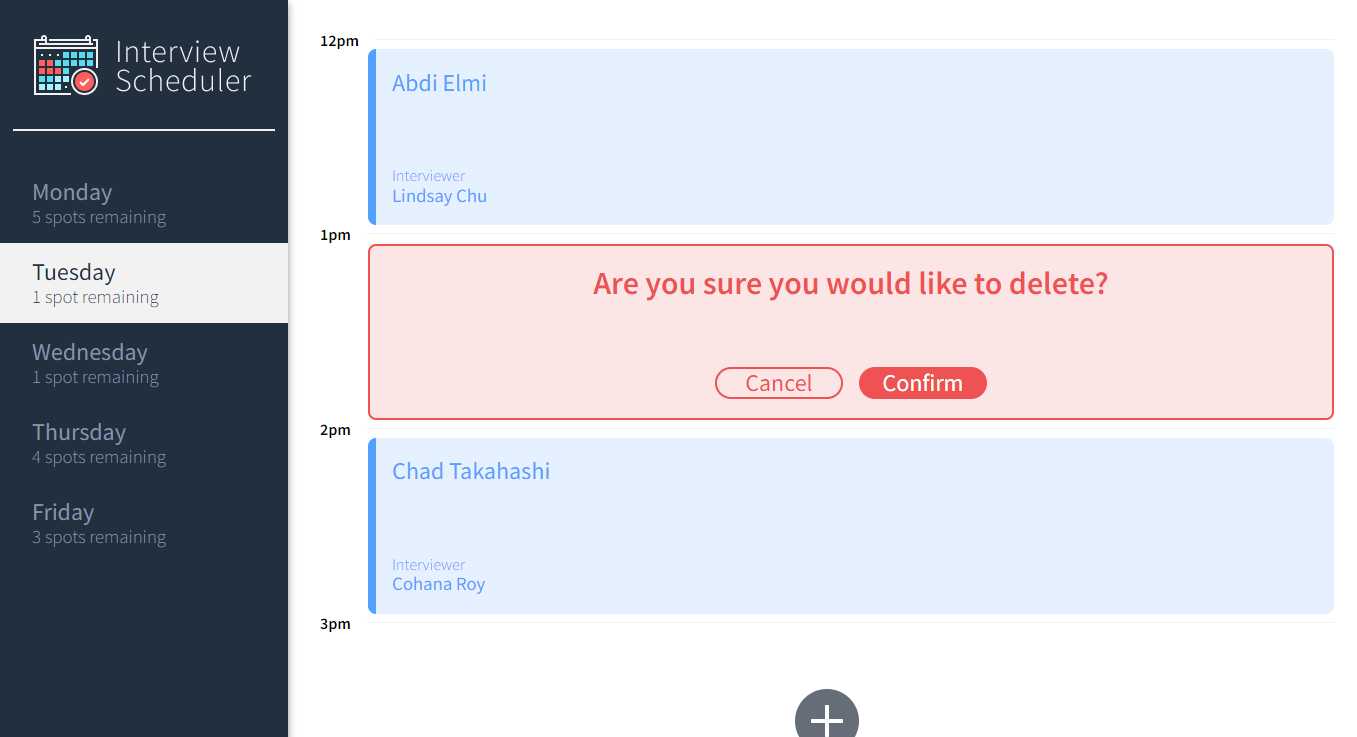 Interview
Scheduler
Monday
5 spots remaining
Tuesday
1 spot remaining
Wednesday
1 spot remaining
Thursday
4 spots remaining
Friday
3 spots remaining
12pm
Abdi Elmi
Interviewer
Lindsay Chu
1pm
Are you sure you would like to delete?
Cancel Confirm
2pm
Chad Takahashi
Interviewer
Cohana Roy
3pm